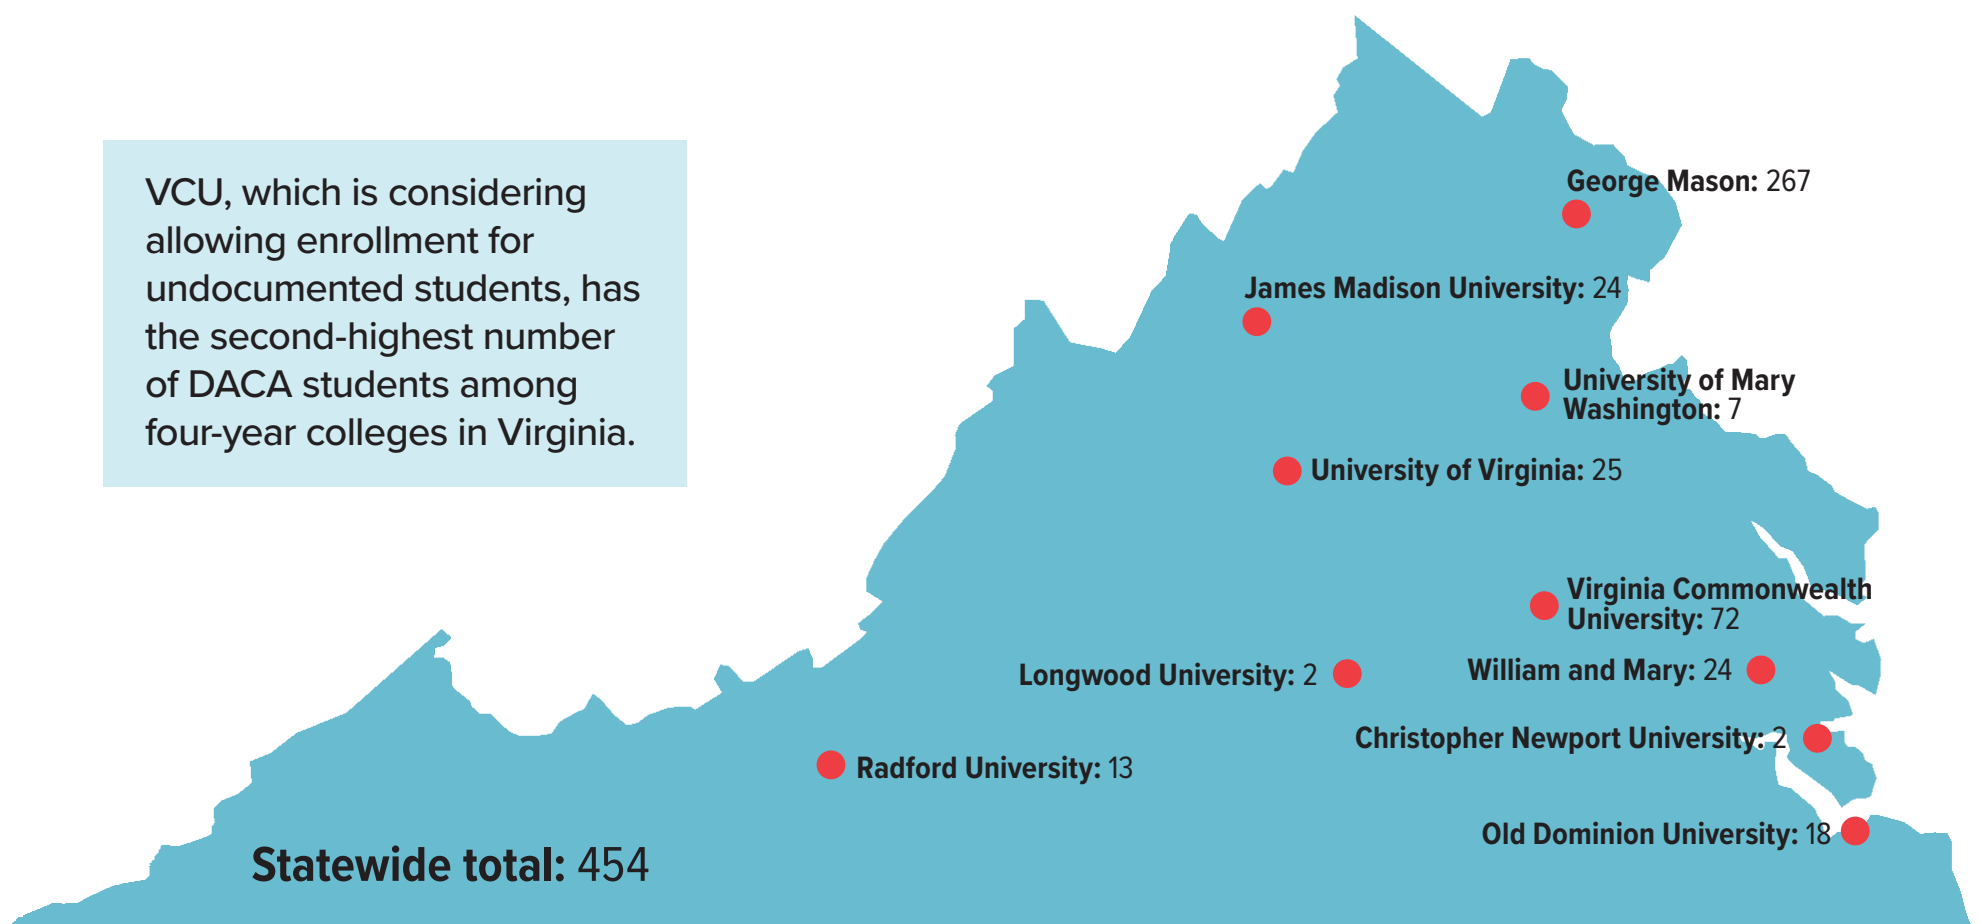 VCU, which is considering
allowing enrollment for
undocumented students, has
the second-highest number
of DACA students among
four-year colleges in Virginia.
George Mason: 267
James Madison University: 24
University of Mary
Washington: 7
University of Virginia: 25
Virginia Commonwealth
University: 72
Longwood University: 2
William and Mary: 24
Christopher Newport University: 2
Radford University: 13
Old Dominion University: 18
Statewide total: 454